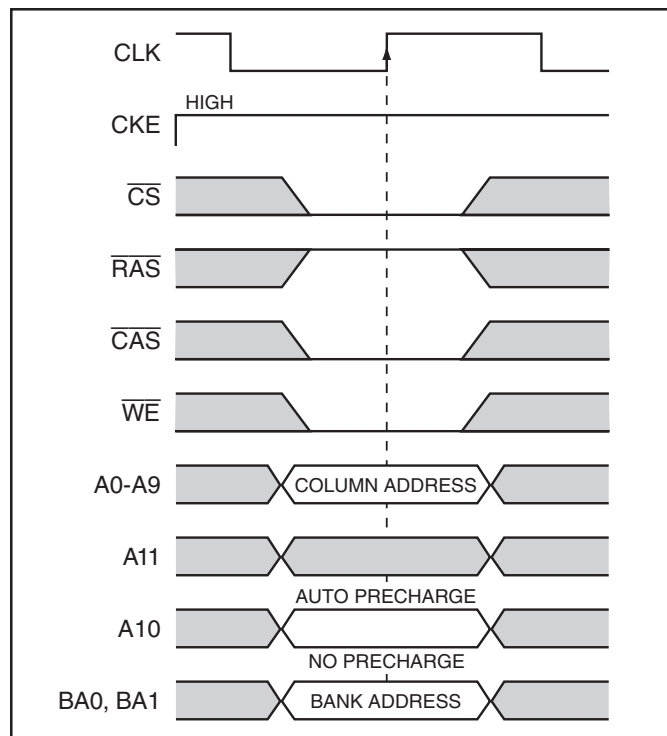 CLK
HIGH
CKE
CS
RAS
CAS
WE
A0-A9 COLUMN ADDRESS
A11
AUTO PRECHARGE
A10
NO PRECHARGE
BA0, BA1 BANK ADDRESS